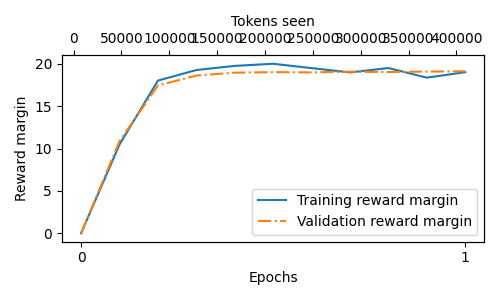 Tokens seen
0 50000 100000 150000 200000 250000 300000 350000 400000
20
15
10
5
0
Reward margin
Training reward margin
Validation reward margin
0 1
Epochs